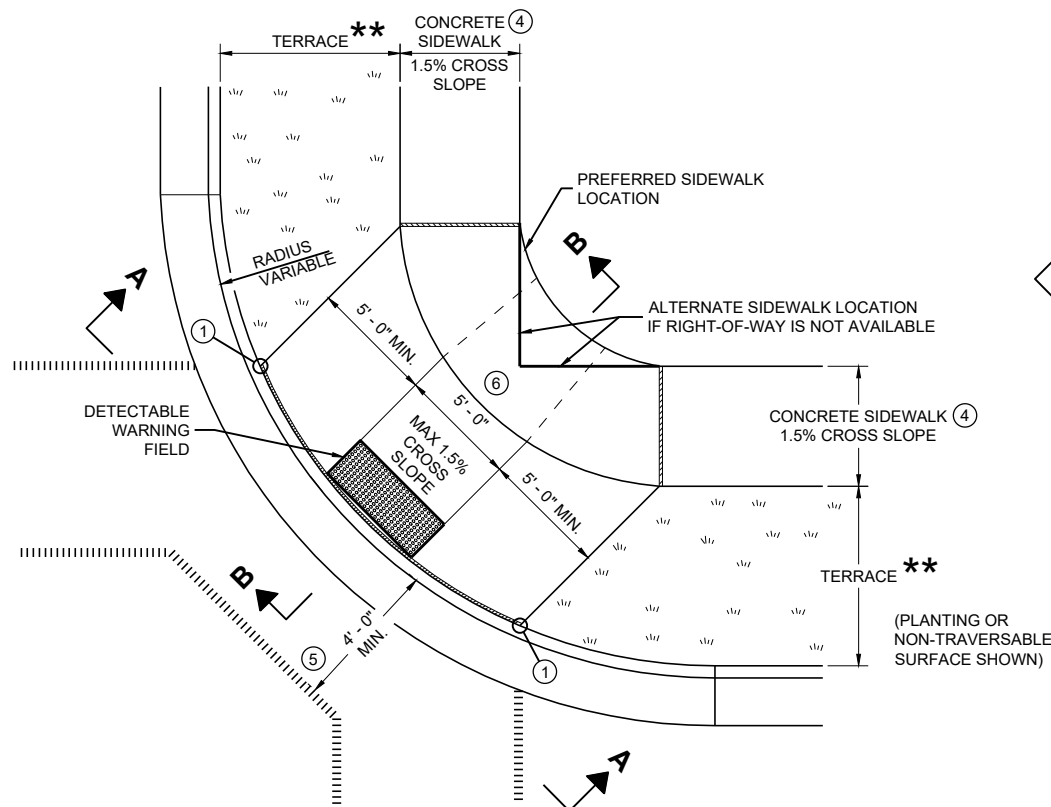 CONCRETE ④
SIDEWALK
1.5% CROSS
SLOPE
TERRACE **
PREFERRED SIDEWALK
LOCATION
B
RADIUS
VARIABLE
A
ALTERNATE SIDEWALK LOCATION
IF RIGHT-OF-WAY IS NOT AVAILABLE
①
5' - 0" MIN.
⑥
DETECTABLE
WARNING
FIELD
5' - 0"
MAX 1.5%
CROSS
SLOPE
CONCRETE SIDEWALK ④
1.5% CROSS SLOPE
5' - 0" MIN.
B
4' - 0"
MIN.
⑤
TERRACE **
(PLANTING OR
NON-TRAVERSABLE
SURFACE SHOWN)
①
A